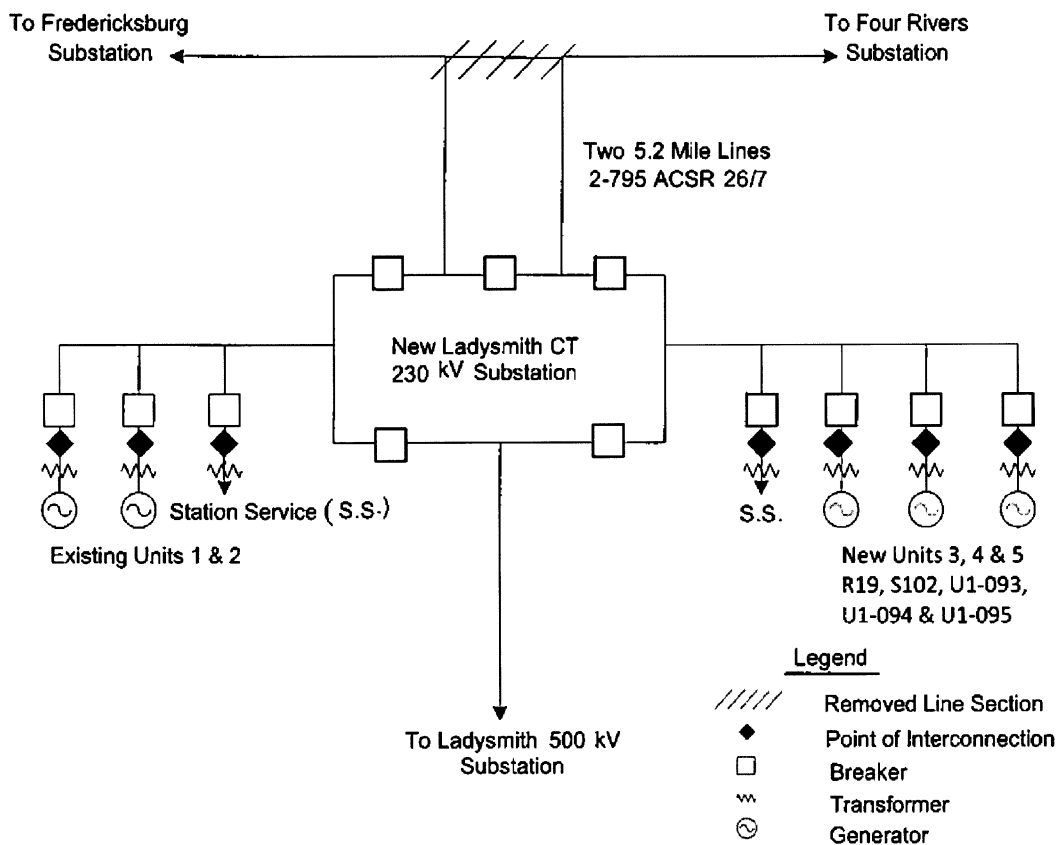 To Fredericksburg
Substation
To Four Rivers
Substation
Two 5.2 Mile Lines
2-795 ACSR 26/7
New Ladysmith CT
230 kV Substation
Station Service ( S.S.)
S.S.
Existing Units 1 & 2
New Units 3, 4 & 5
R19, S102, U1-093,
U1-094 & U1-095
To Ladysmith 500 kV
Substation
Legend
Removed Line Section
Point of Interconnection
Breaker
Transformer
Generator